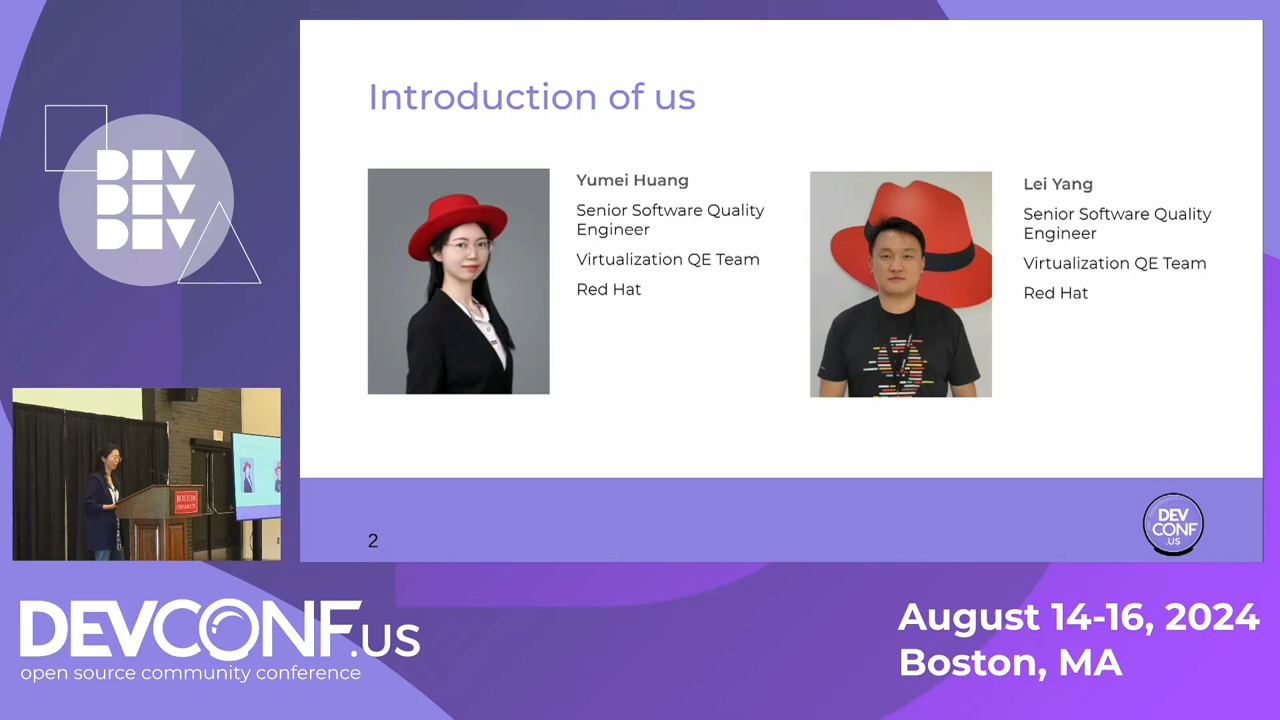 DEV
DEV
DEV
Introduction of us
Yumei Huang
Senior Software Quality
Engineer
Virtualization QE Team
Red Hat
Lei Yang
Senior Software Quality
Engineer
Virtualization QE Team
Red Hat
BOSTON
UNIVERSITY
2
DEV
CONF
.US
DEVCONF.US
open source community conference
August 14-16, 2024
Boston, MA